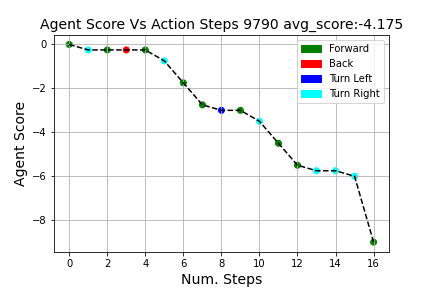 Agent Score Vs Action Steps 9790 avg_score:-4.175
Forward
Back
Turn Left
Turn Right
Agent Score
0
−2
−4
−6
−8
0 2 4 6 8 10 12 14 16
Num. Steps